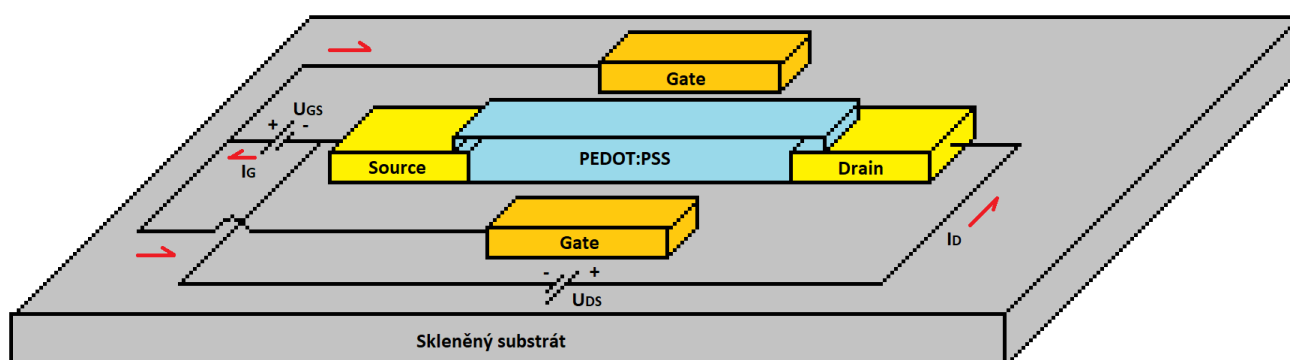 Gate
UGS
+ -
Source
PEDOT:PSS
Drain
IG
Gate
ID
- +
UDS
Skleněný substrát